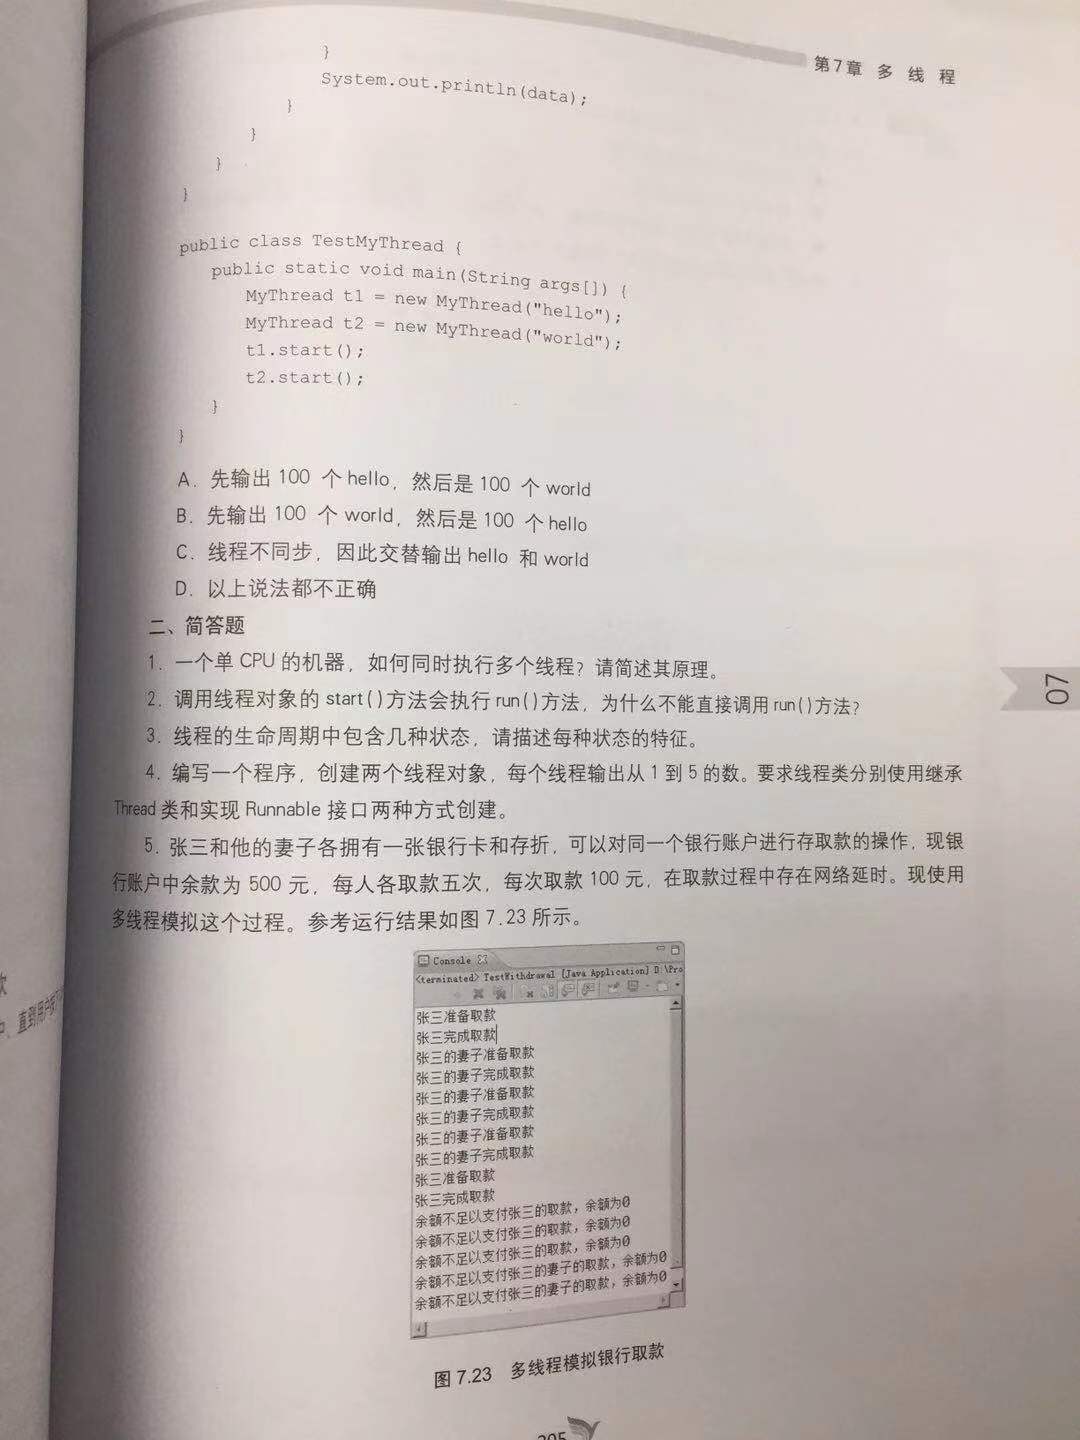 第7章 多 线 程
}
System.out.println(data);
}
}
}
}
public class TestMyThread {
public static void main(String args[]) {
MyThread t1 = new MyThread("hello");
MyThread t2 = new MyThread("world");
t1.start();
t2.start();
}
}
A. 先输出 100 个 hello，然后是 100 个 world
B. 先输出 100 个 world，然后是 100 个 hello
C. 线程不同步，因此交替输出 hello 和 world
D. 以上说法都不正确
二、简答题
1. 一个单 CPU 的机器，如何同时执行多个线程？请简述其原理。
2. 调用线程对象的 start()方法会执行 run()方法，为什么不能直接调用 run()方法？
3. 线程的生命周期中包含几种状态，请描述每种状态的特征。
4. 编写一个程序，创建两个线程对象，每个线程输出从 1 到 5 的数。要求线程类分别使用继承
Thread 类和实现 Runnable 接口两种方式创建。
5. 张三和他的妻子各拥有一张银行卡和存折，可以对同一个银行账户进行存取款的操作，现银
行账户中余款为 500 元，每人各取款五次，每次取款 100 元，在取款过程中存在网络延时。现使用
多线程模拟这个过程。参考运行结果如图 7.23 所示。
07
Console
<terminated> TestWithdrawal [Java Application] D:\Pro
张三准备取款
张三完成取款
张三的妻子准备取款
张三的妻子完成取款
张三的妻子准备取款
张三的妻子完成取款
张三的妻子准备取款
张三的妻子完成取款
张三准备取款
张三完成取款
余额不足以支付张三的取款，余额为0
余额不足以支付张三的取款，余额为0
余额不足以支付张三的取款，余额为0
余额不足以支付张三的妻子的取款，余额为0
余额不足以支付张三的妻子的取款，余额为0
图 7.23 多线程模拟银行取款